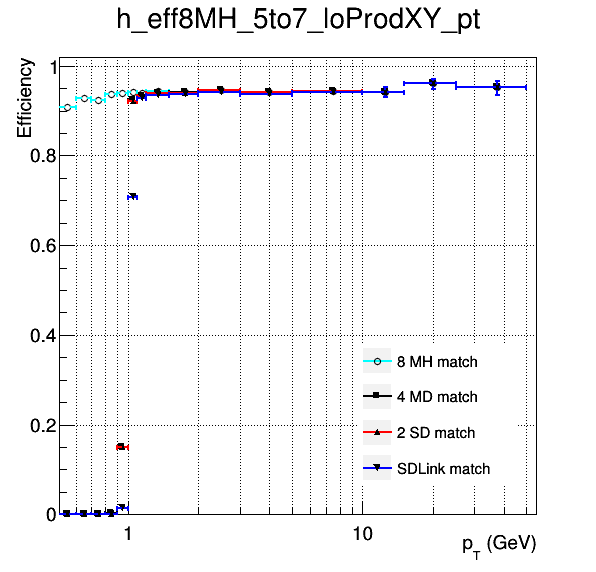 h_eff8MH_5to7_loProdXY_pt
Efficiency
1
0.8
0.6
0.4
0.2
0
8 MH match
4 MD match
2 SD match
SDLink match
1
10
p_T (GeV)